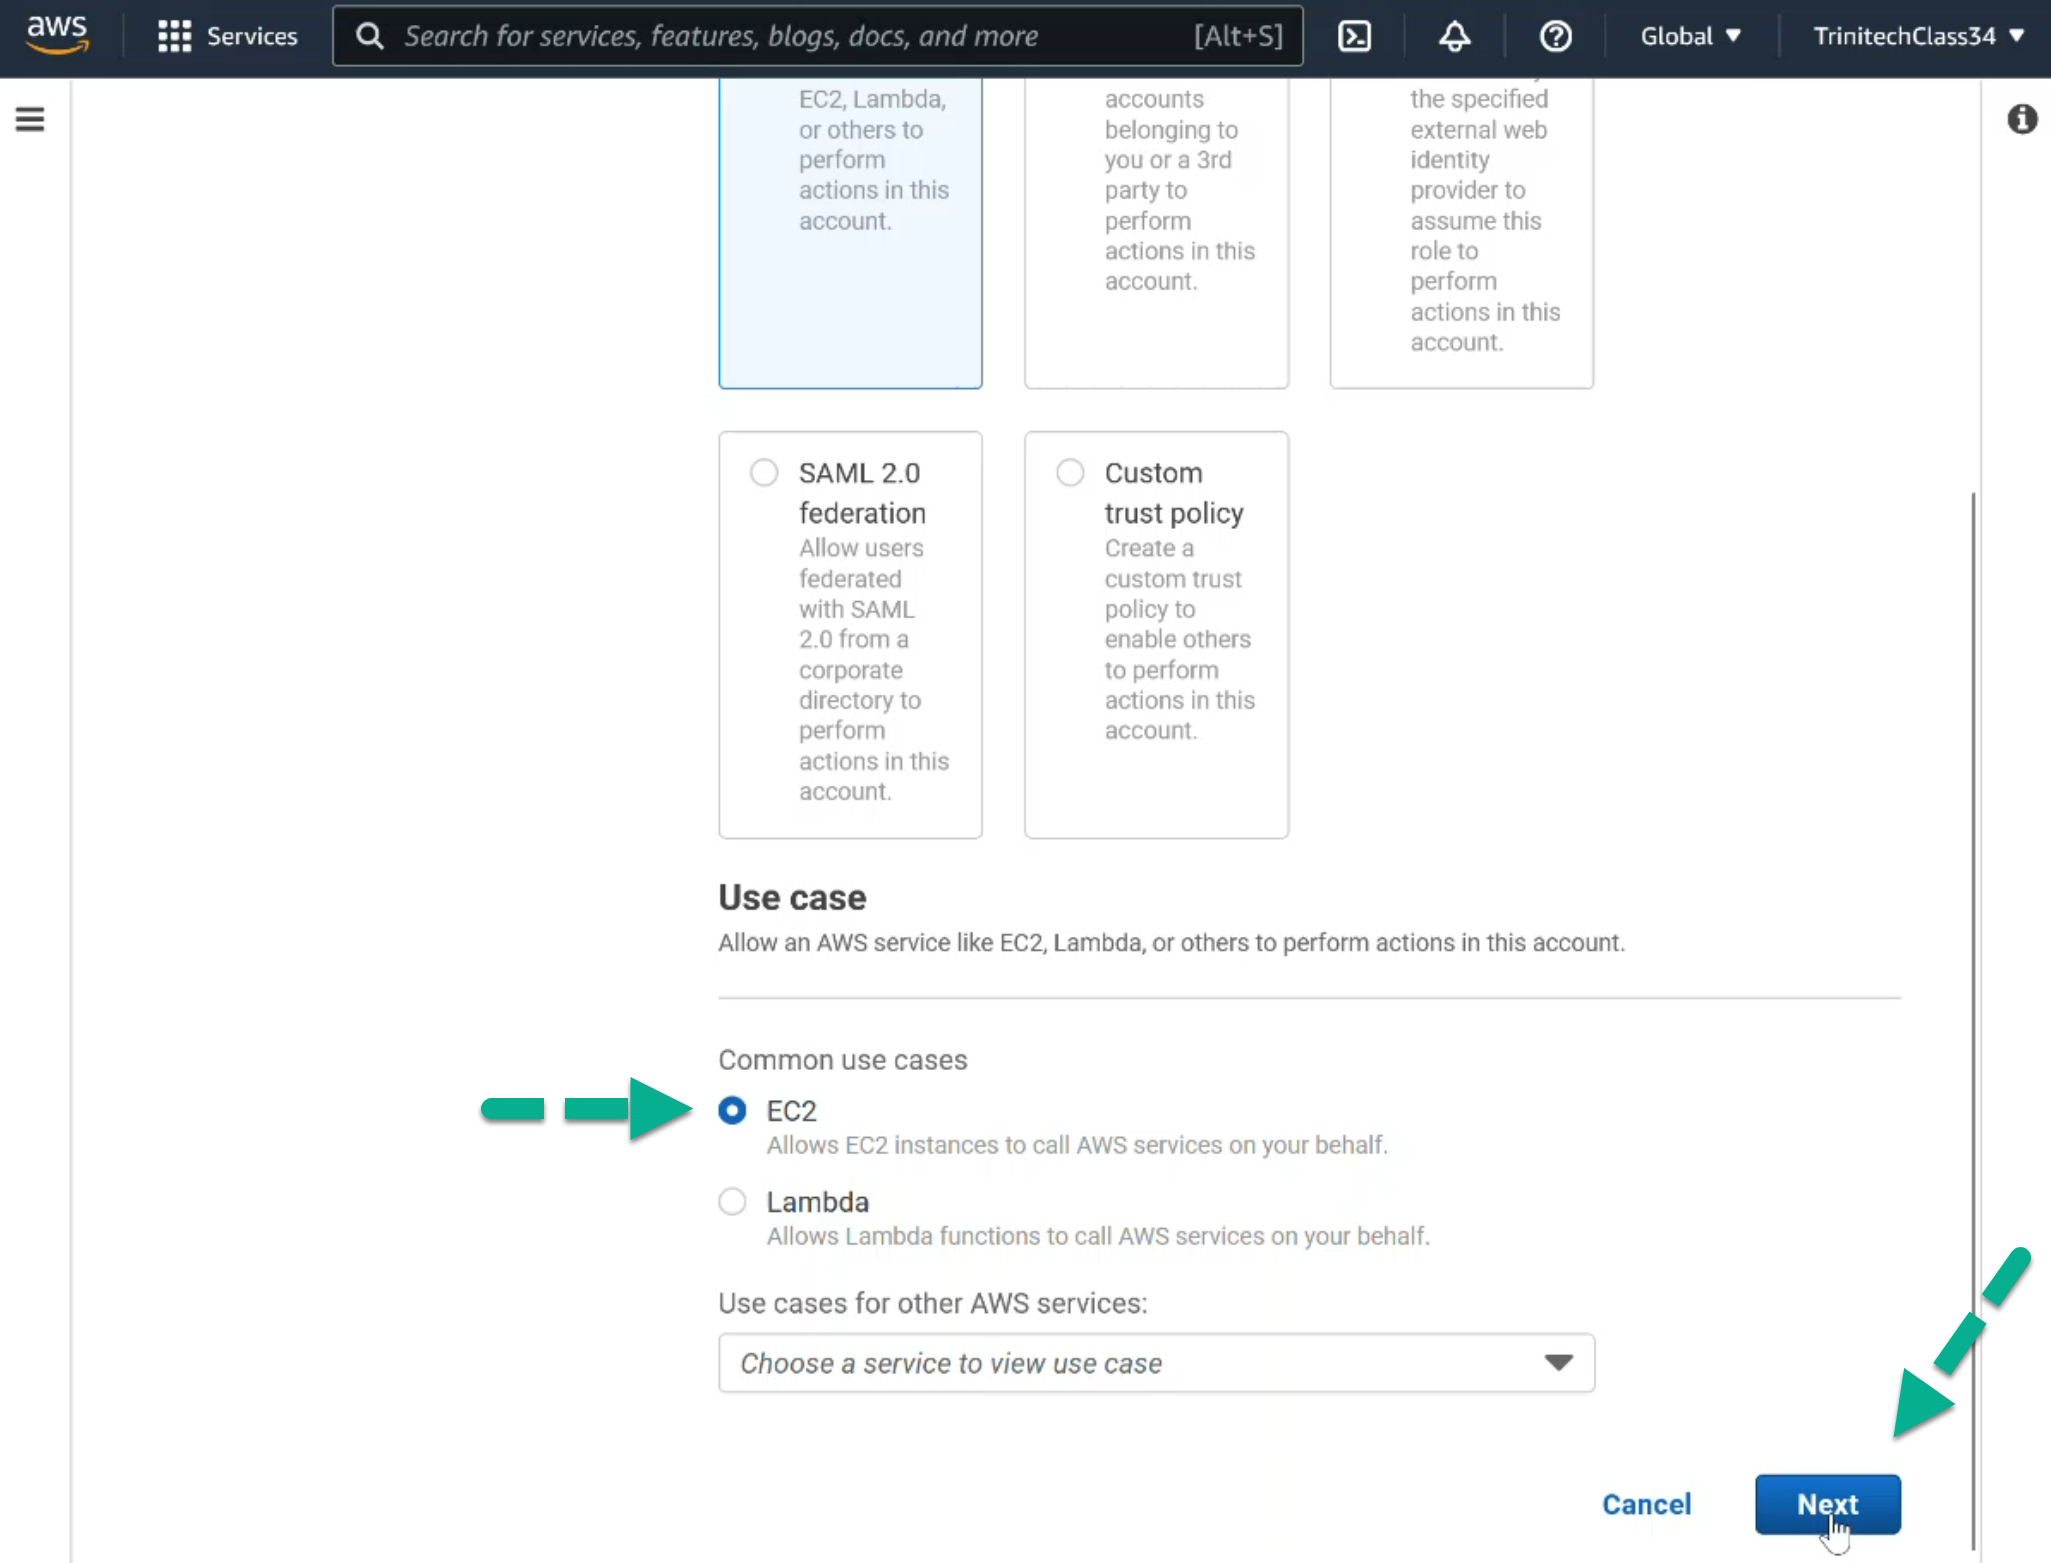 aws
Services
Search for services, features, blogs, docs, and more [Alt+S]
Global
TrinitechClass34
EC2, Lambda,
or others to
perform
actions in this
account.
accounts
belonging to
you or a 3rd
party to
perform
actions in this
account.
the specified
external web
identity
provider to
assume this
role to
perform
actions in this
account.
SAML 2.0
federation
Allow users
federated
with SAML
2.0 from a
corporate
directory to
perform
actions in this
account.
Custom
trust policy
Create a
custom trust
policy to
enable others
to perform
actions in this
account.
Use case
Allow an AWS service like EC2, Lambda, or others to perform actions in this account.
Common use cases
EC2
Allows EC2 instances to call AWS services on your behalf.
Lambda
Allows Lambda functions to call AWS services on your behalf.
Use cases for other AWS services:
Choose a service to view use case
Cancel
Next